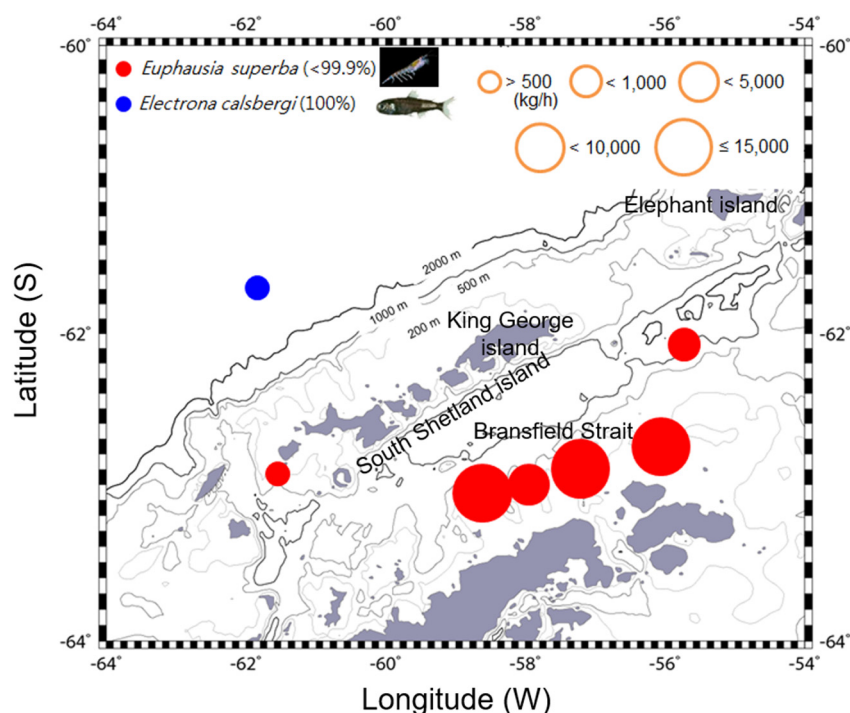 -64°
-62°
-60°
-58°
-56°
-54°
-60°
-60°
Euphausia superba (<99.9%)
Electrona calsbergi (100%)
> 500
(kg/h)
< 1,000
< 5,000
< 10,000
≤ 15,000
Elephant island
2000 m
1000 m
500 m
200 m
King George
island
South Shetland island
Bransfield Strait
-62°
-62°
-64°
-64°
-64°
-62°
-60°
-58°
-56°
-54°
Latitude (S)
Longitude (W)